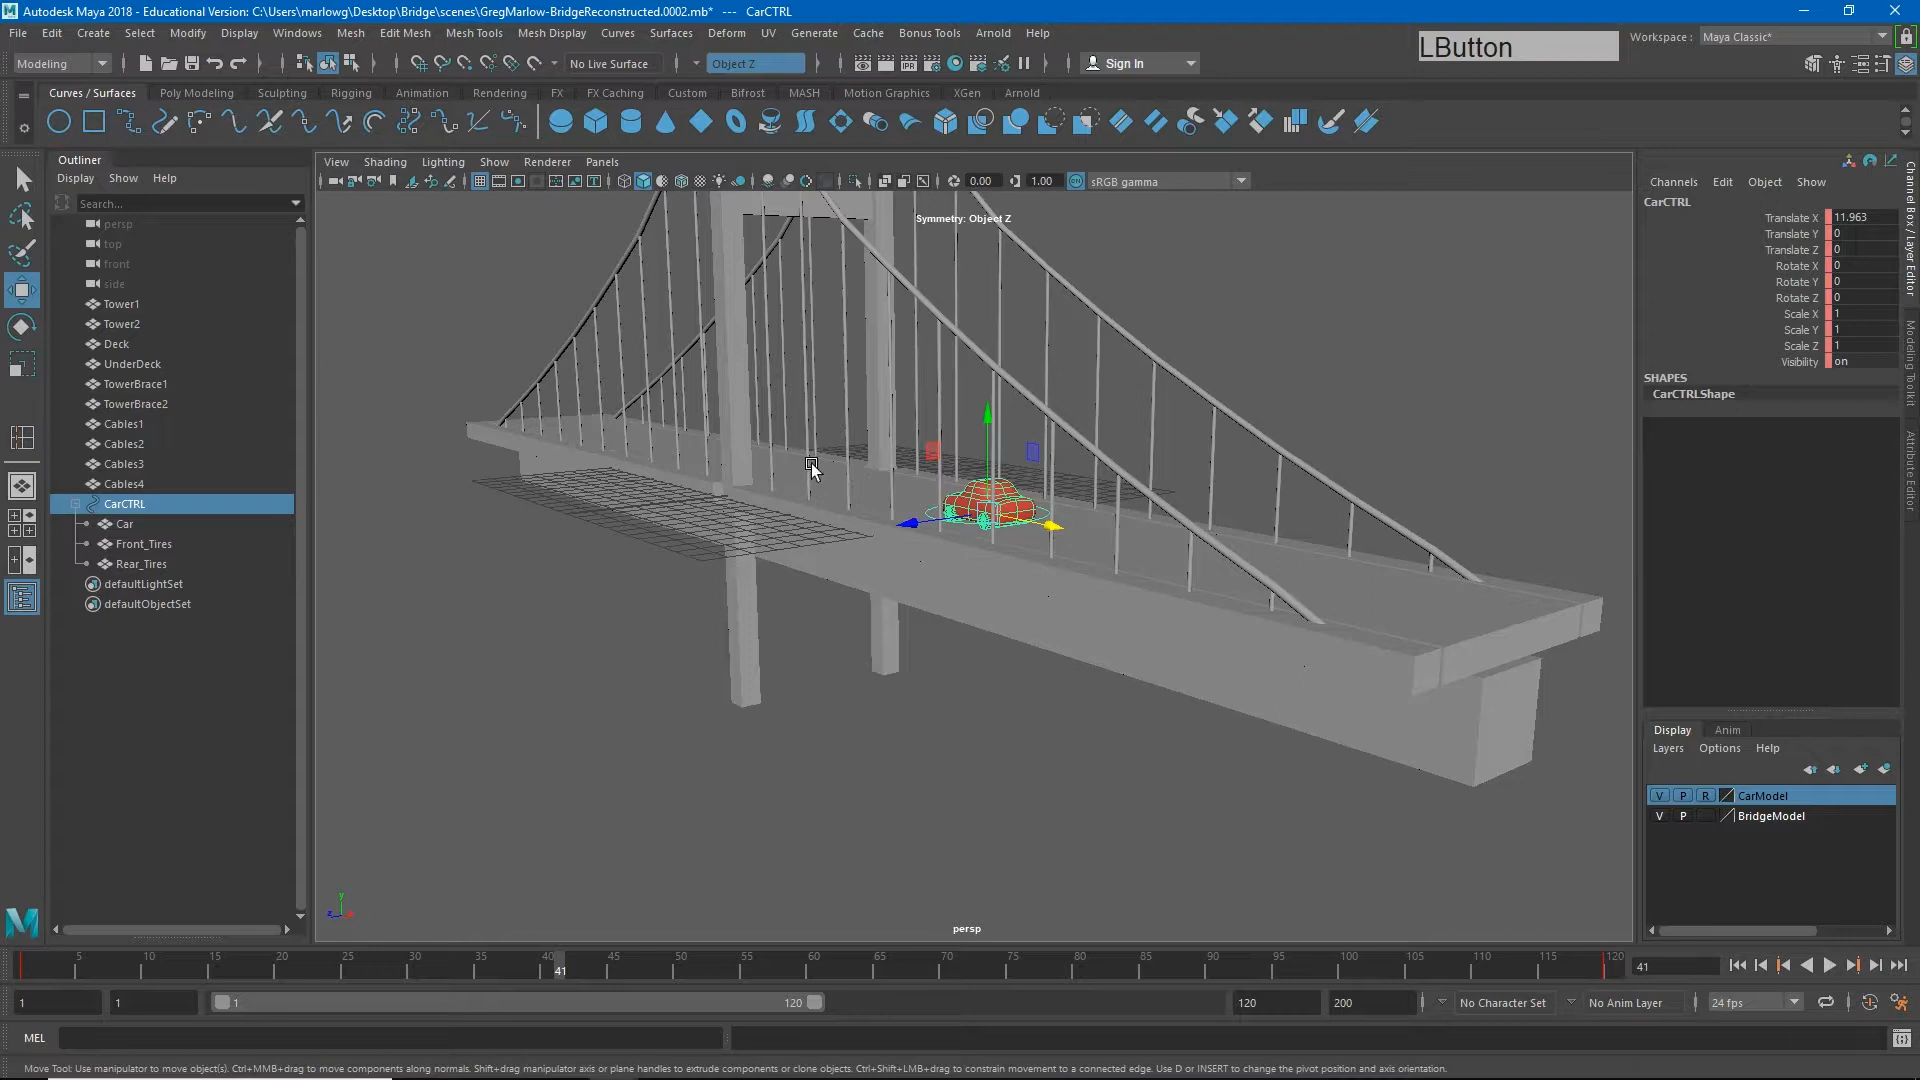 Autodesk Maya 2018 - Educational Version: C:\Users\marlowg\Desktop\Bridge\scenes\GregMarlow-BridgeReconstructed.0002.mb* --- CarCTRL
File Edit Create Select Modify Display Windows Mesh Edit Mesh Mesh Tools Mesh Display Curves Surfaces Deform UV Generate Cache Bonus Tools Arnold Help
LButton
Workspace : Maya Classic*
Modeling
No Live Surface
Object Z
Sign In
Curves / Surfaces Poly Modeling Sculpting Rigging Animation Rendering FX FX Caching Custom Bifrost MASH Motion Graphics XGen Arnold
Outliner
Display Show Help
Search...
persp
top
front
side
Tower1
Tower2
Deck
UnderDeck
TowerBrace1
TowerBrace2
Cables1
Cables2
Cables3
Cables4
CarCTRL
Car
Front_Tires
Rear_Tires
defaultLightSet
defaultObjectSet
View Shading Lighting Show Renderer Panels
0.00 1.00 ON sRGB gamma
Symmetry: Object Z
y
z
persp
Channels Edit Object Show
CarCTRL
Translate X 11.963
Translate Y 0
Translate Z 0
Rotate X 0
Rotate Y 0
Rotate Z 0
Scale X 1
Scale Y 1
Scale Z 1
Visibility on
SHAPES
CarCTRLShape
Channel Box / Layer Editor
Modeling Toolkit
Attribute Editor
Display Anim
Layers Options Help
V P R CarModel
V P BridgeModel
5 10 15 20 25 30 35 40 45 50 55 60 65 70 75 80 85 90 95 100 105 110 115 120
41
41
1 1 1 120 120 200 No Character Set No Anim Layer 24 fps
MEL
Move Tool: Use manipulator to move object(s). Ctrl+MMB+drag to move components along normals. Shift+drag manipulator axis or plane handles to extrude components or clone objects. Ctrl+Shift+LMB+drag to constrain movement to a connected edge. Use D or INSERT to change the pivot position and axis orientation.